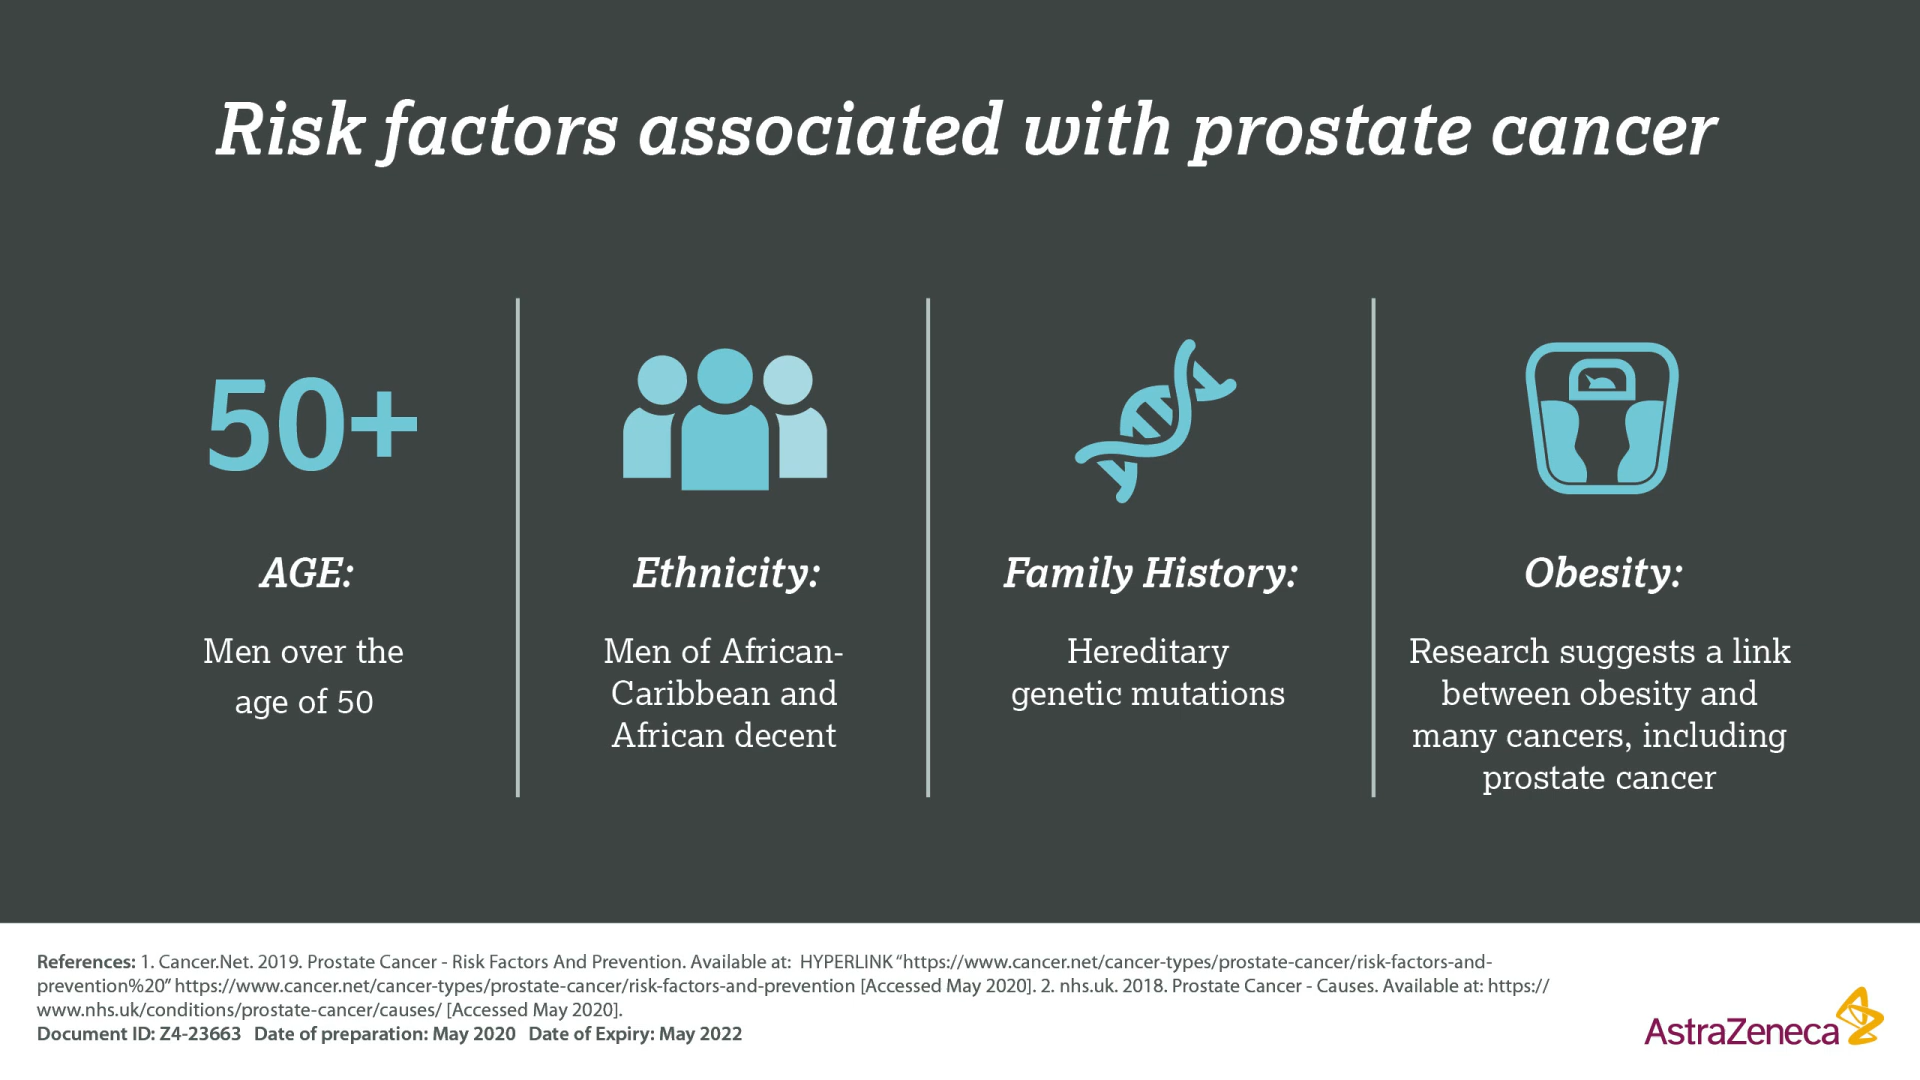 Risk factors associated with prostate cancer
50+
AGE:
Men over the
age of 50
Ethnicity:
Men of African-
Caribbean and
African decent
Family History:
Hereditary
genetic mutations
Obesity:
Research suggests a link
between obesity and
many cancers, including
prostate cancer
References: 1. Cancer.Net. 2019. Prostate Cancer - Risk Factors And Prevention. Available at:  HYPERLINK “https://www.cancer.net/cancer-types/prostate-cancer/risk-factors-and-
prevention%20” https://www.cancer.net/cancer-types/prostate-cancer/risk-factors-and-prevention [Accessed May 2020]. 2. nhs.uk. 2018. Prostate Cancer - Causes. Available at: https://
www.nhs.uk/conditions/prostate-cancer/causes/ [Accessed May 2020].
Document ID: Z4-23663   Date of preparation: May 2020   Date of Expiry: May 2022
AstraZeneca